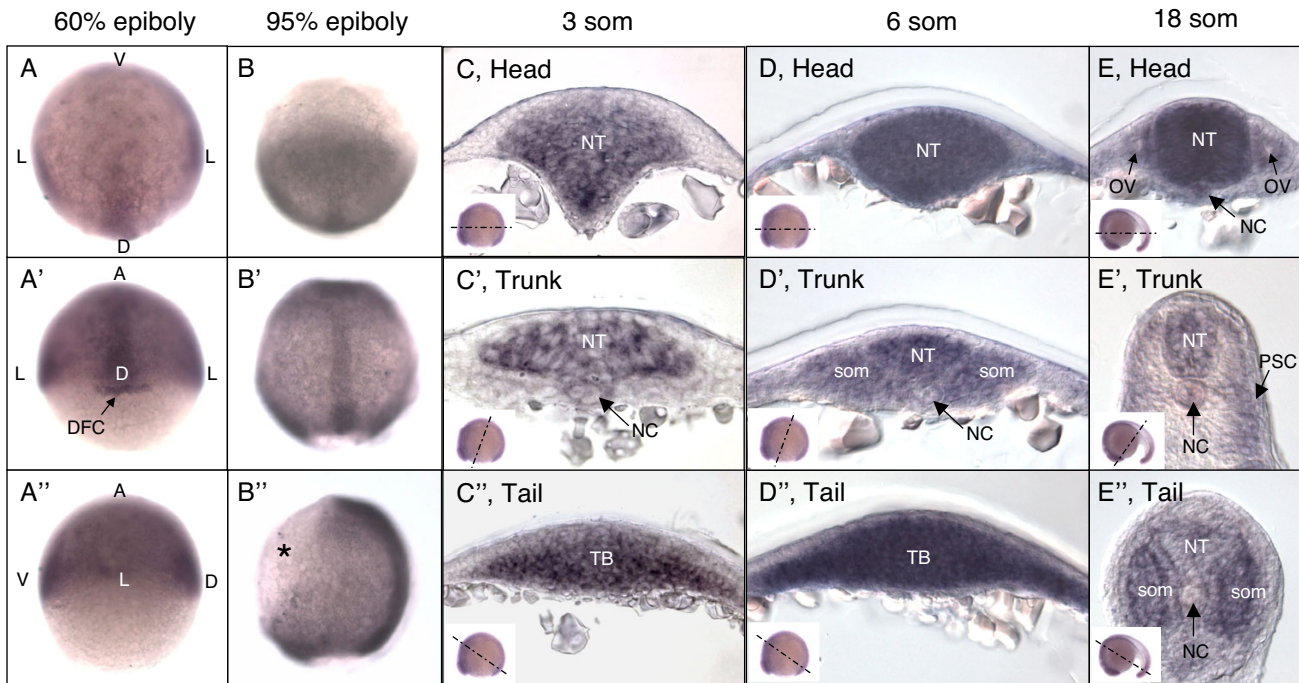 60% epiboly 95% epiboly 3 som 6 som 18 som
A V L L D
B
C, Head NT
D, Head NT
E, Head NT OV OV NC
A’ A L D L DFC
B’
C’, Trunk NT NC
D’, Trunk NT som som NC
E’, Trunk NT PSC NC
A’’ A V L D
B’’ *
C’’, Tail TB
D’’, Tail TB
E’’, Tail NT som som NC